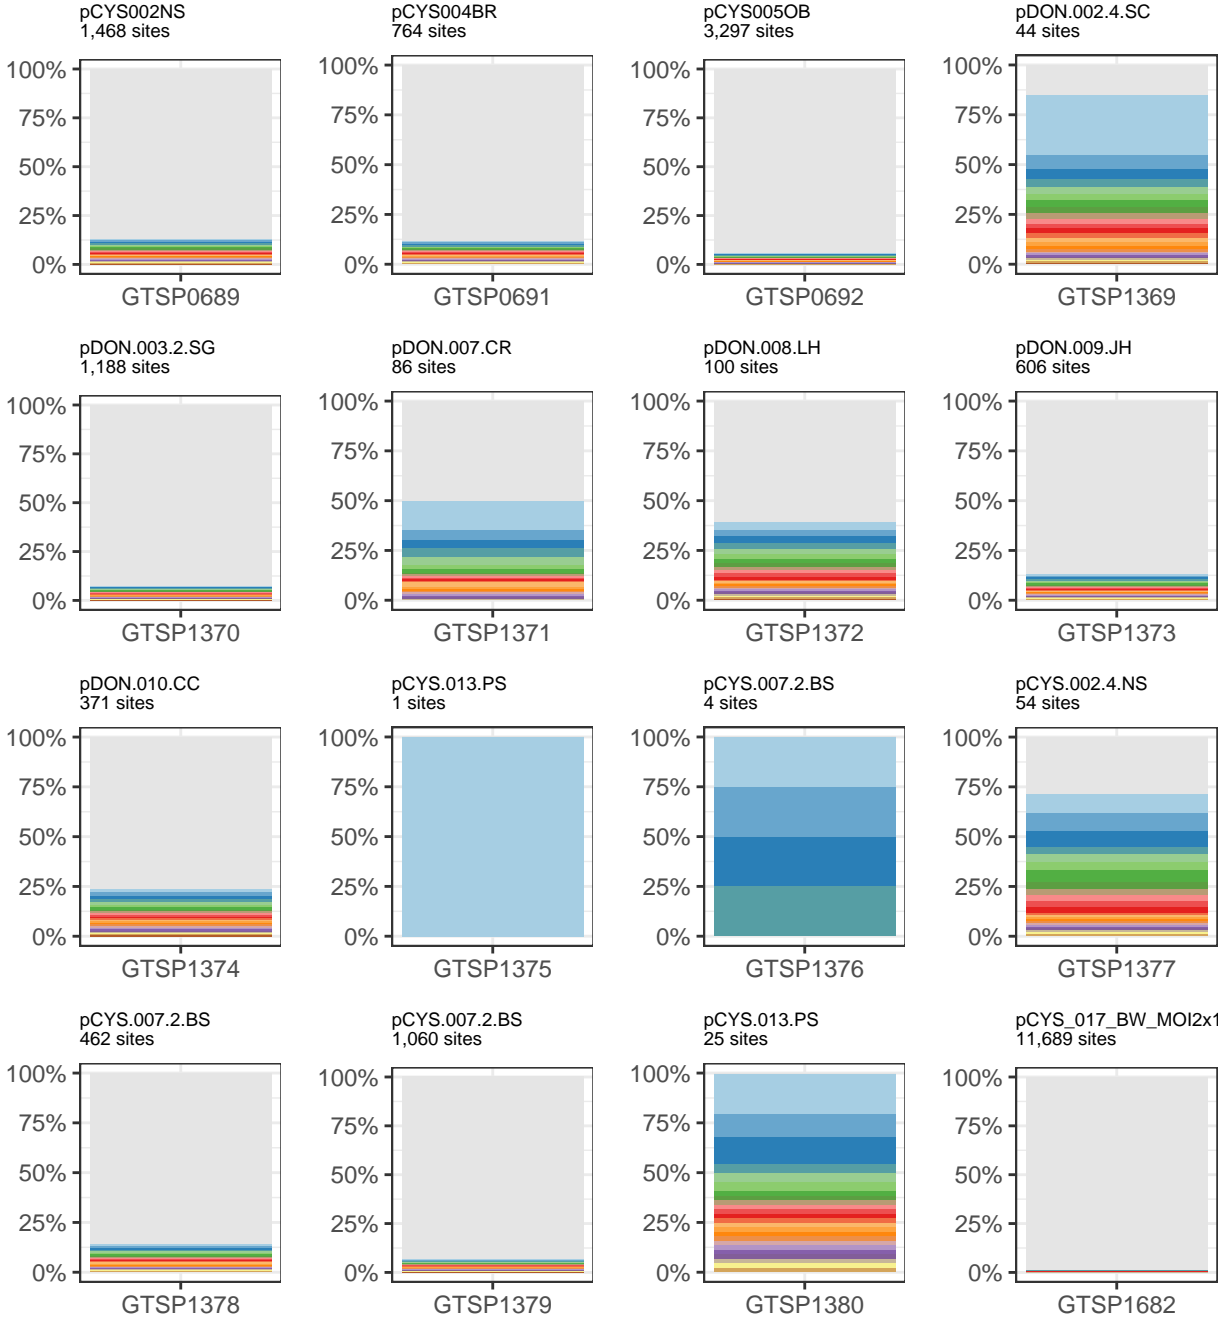 pCYS002NS
1,468 sites
100%
75%
50%
25%
0%
GTSP0689
pCYS004BR
764 sites
100%
75%
50%
25%
0%
GTSP0691
pCYS005OB
3,297 sites
100%
75%
50%
25%
0%
GTSP0692
pDON.002.4.SC
44 sites
100%
75%
50%
25%
0%
GTSP1369
pDON.003.2.SG
1,188 sites
100%
75%
50%
25%
0%
GTSP1370
pDON.007.CR
86 sites
100%
75%
50%
25%
0%
GTSP1371
pDON.008.LH
100 sites
100%
75%
50%
25%
0%
GTSP1372
pDON.009.JH
606 sites
100%
75%
50%
25%
0%
GTSP1373
pDON.010.CC
371 sites
100%
75%
50%
25%
0%
GTSP1374
pCYS.013.PS
1 sites
100%
75%
50%
25%
0%
GTSP1375
pCYS.007.2.BS
4 sites
100%
75%
50%
25%
0%
GTSP1376
pCYS.002.4.NS
54 sites
100%
75%
50%
25%
0%
GTSP1377
pCYS.007.2.BS
462 sites
100%
75%
50%
25%
0%
GTSP1378
pCYS.007.2.BS
1,060 sites
100%
75%
50%
25%
0%
GTSP1379
pCYS.013.PS
25 sites
100%
75%
50%
25%
0%
GTSP1380
pCYS_017_BW_MOI2x1
11,689 sites
100%
75%
50%
25%
0%
GTSP1682